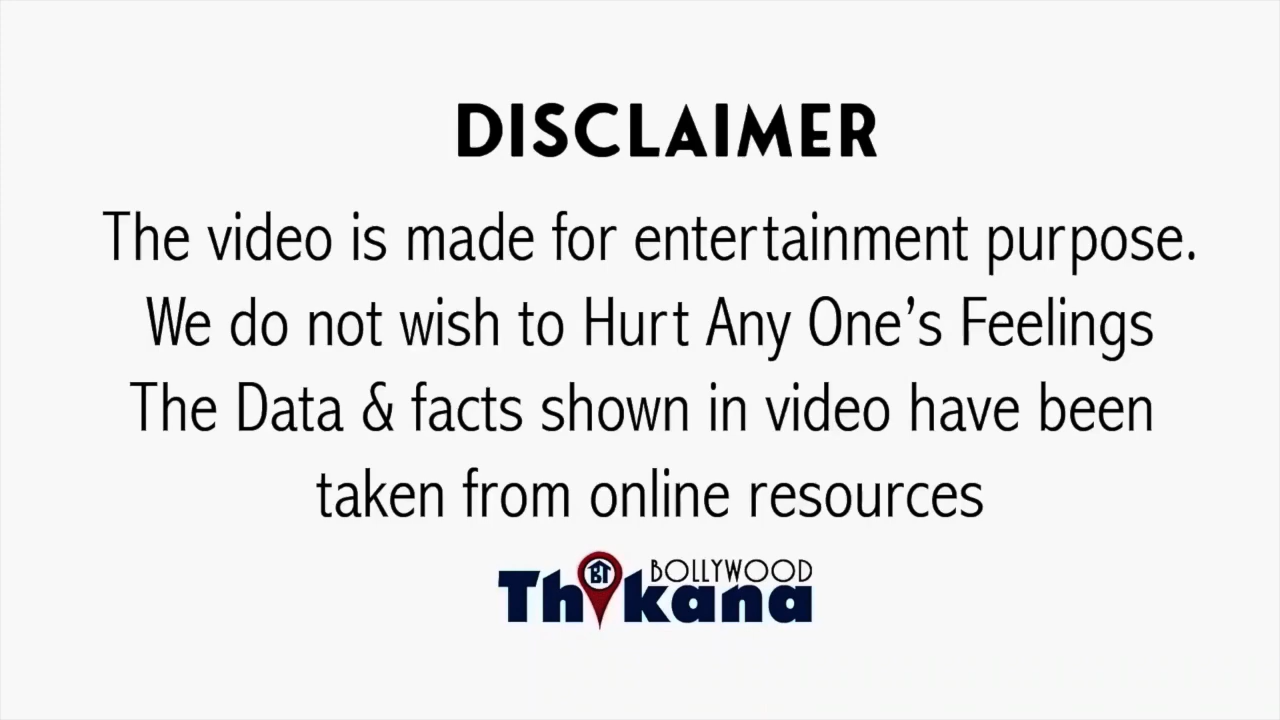 DISCLAIMER
The video is made for entertainment purpose.
We do not wish to Hurt Any One’s Feelings
The Data & facts shown in video have been
taken from online resources
BT
BOLLYWOOD
Thikana